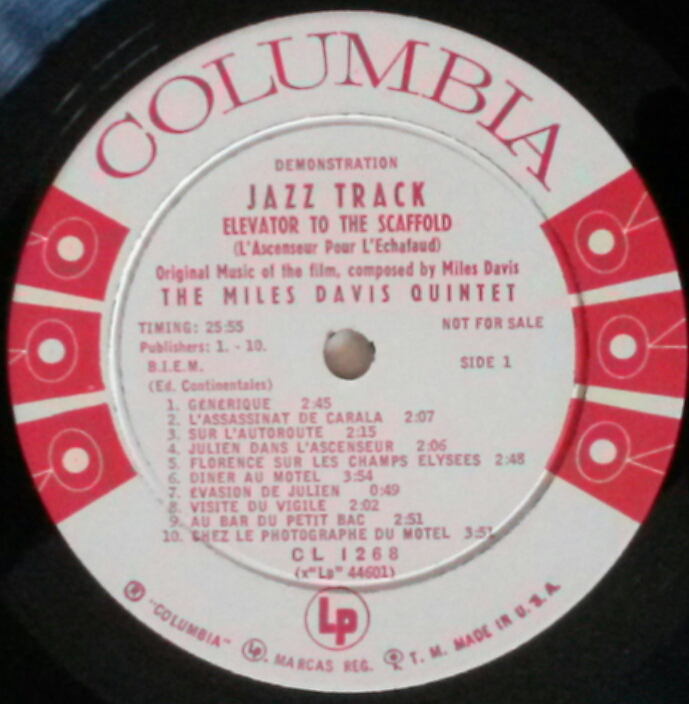 COLUMBIA
DEMONSTRATION
JAZZ TRACK
ELEVATOR TO THE SCAFFOLD
(L'Ascenseur Pour L'Echafaud)
Original Music of the film, composed by Miles Davis
THE MILES DAVIS QUINTET
TIMING: 25:55
NOT FOR SALE
Publishers: 1. - 10.
B.I.E.M.
SIDE 1
(Ed. Continentales)
1. GENERIQUE 2:45
2. L'ASSASSINAT DE CARALA 2:07
3. SUR L'AUTOROUTE 2:15
4. JULIEN DANS L'ASCENSEUR 2:06
5. FLORENCE SUR LES CHAMPS ELYSEES 2:48
6. DINER AU MOTEL 3:54
7. EVASION DE JULIEN 0:49
8. VISITE DU VIGILE 2:02
9. AU BAR DU PETIT BAC 2:51
10. CHEZ LE PHOTOGRAPHE DU MOTEL 3:51
CL 1268
(x"Lp" 44601)
Lp
"COLUMBIA" Lp MARCAS REG. T. M. MADE IN U. S. A.